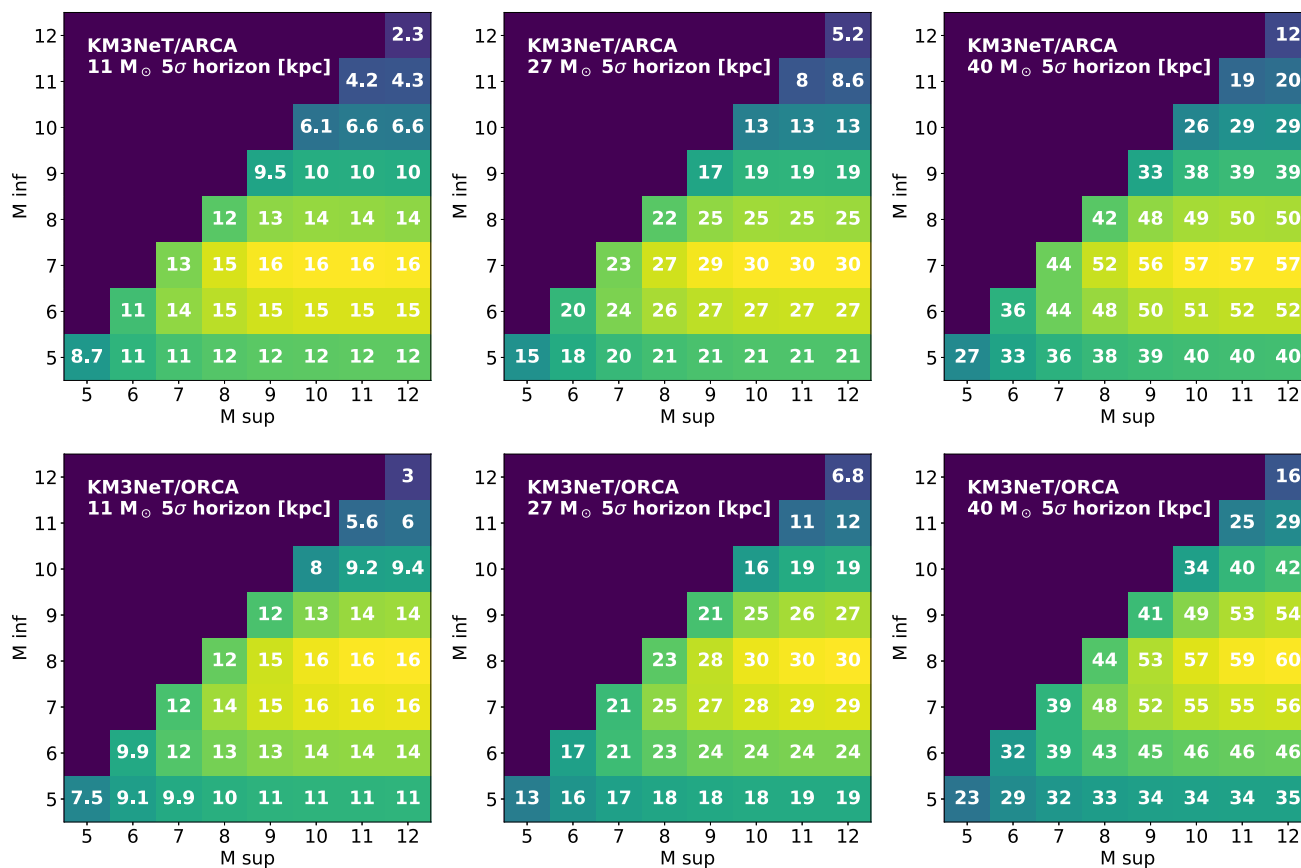 KM3NeT/ARCA
11 M⊙ 5σ horizon [kpc]
M inf
12 2.3
11 4.2 4.3
10 6.1 6.6 6.6
9 9.5 10 10 10
8 12 13 14 14 14
7 13 15 16 16 16 16
6 11 14 15 15 15 15 15
5 8.7 11 11 12 12 12 12 12
5 6 7 8 9 10 11 12
M sup
KM3NeT/ARCA
27 M⊙ 5σ horizon [kpc]
M inf
12 5.2
11 8 8.6
10 13 13 13
9 17 19 19 19
8 22 25 25 25 25
7 23 27 29 30 30 30
6 20 24 26 27 27 27 27
5 15 18 20 21 21 21 21 21
5 6 7 8 9 10 11 12
M sup
KM3NeT/ARCA
40 M⊙ 5σ horizon [kpc]
M inf
12 12
11 19 20
10 26 29 29
9 33 38 39 39
8 42 48 49 50 50
7 44 52 56 57 57 57
6 36 44 48 50 51 52 52
5 27 33 36 38 39 40 40 40
5 6 7 8 9 10 11 12
M sup
KM3NeT/ORCA
11 M⊙ 5σ horizon [kpc]
M inf
12 3
11 5.6 6
10 8 9.2 9.4
9 12 13 14 14
8 12 15 16 16 16
7 12 14 15 16 16 16
6 9.9 12 13 13 14 14 14
5 7.5 9.1 9.9 10 11 11 11 11
5 6 7 8 9 10 11 12
M sup
KM3NeT/ORCA
27 M⊙ 5σ horizon [kpc]
M inf
12 6.8
11 11 12
10 16 19 19
9 21 25 26 27
8 23 28 30 30 30
7 21 25 27 28 29 29
6 17 21 23 24 24 24 24
5 13 16 17 18 18 18 19 19
5 6 7 8 9 10 11 12
M sup
KM3NeT/ORCA
40 M⊙ 5σ horizon [kpc]
M inf
12 16
11 25 29
10 34 40 42
9 41 49 53 54
8 44 53 57 59 60
7 39 48 52 55 55 56
6 32 39 43 45 46 46 46
5 23 29 32 33 34 34 34 35
5 6 7 8 9 10 11 12
M sup